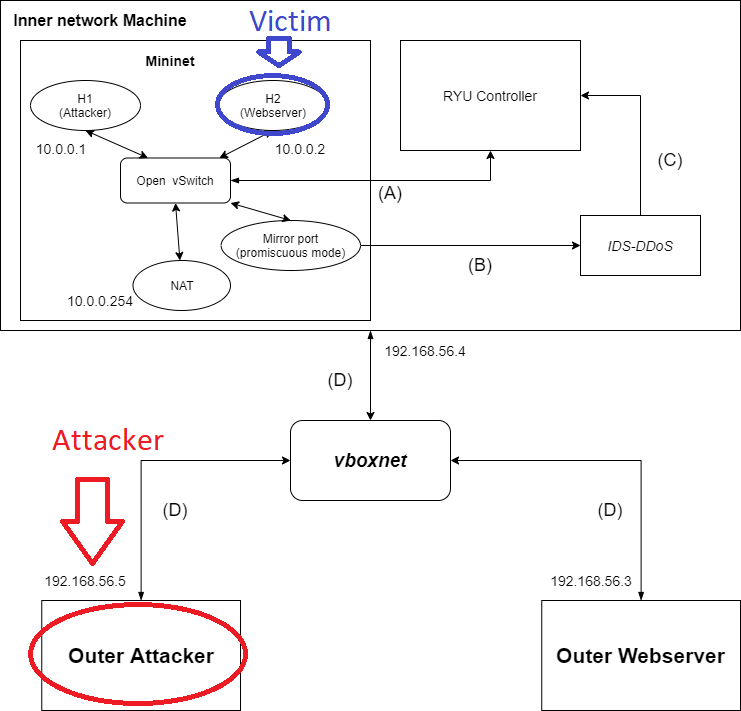 Inner network Machine
Victim
Mininet
H1
(Attacker)
H2
(Webserver)
RYU Controller
10.0.0.1
10.0.0.2
(C)
Open vSwitch
(A)
Mirror port
(promiscuous mode)
IDS-DDoS
(B)
NAT
10.0.0.254
192.168.56.4
(D)
Attacker
vboxnet
(D)
(D)
192.168.56.5
192.168.56.3
Outer Attacker
Outer Webserver